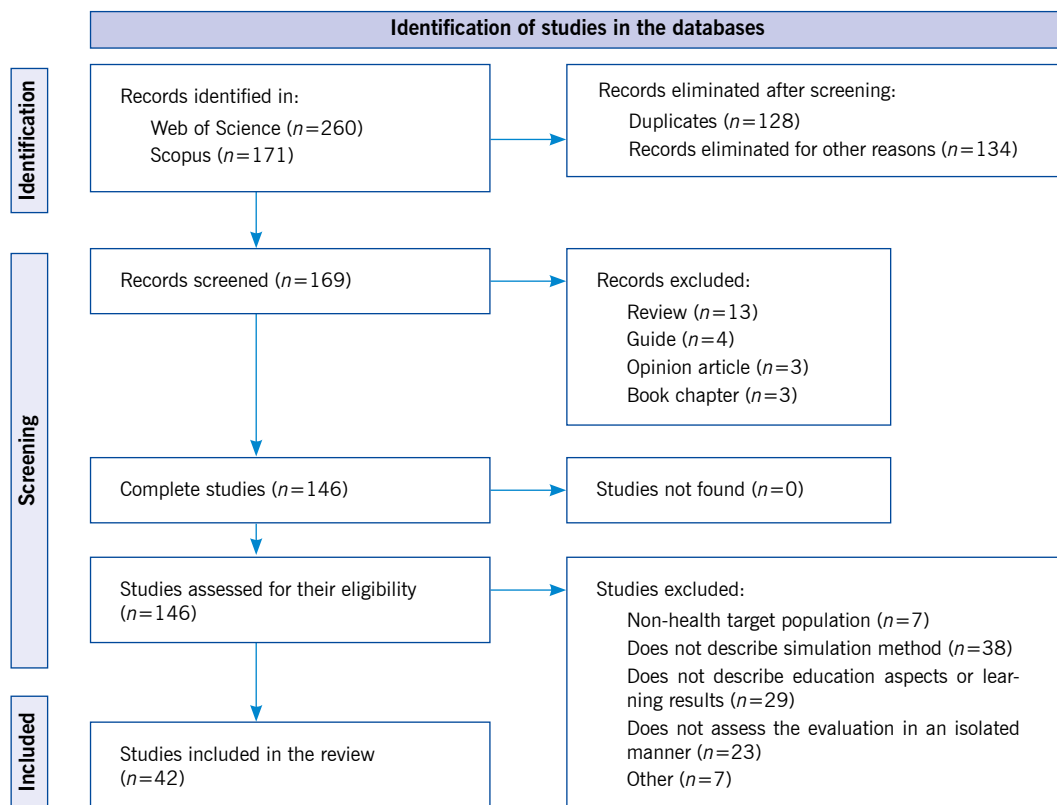 Identification of studies in the databases
Identification
Records identified in:
Web of Science (n=260)
Scopus (n=171)
Records eliminated after screening:
Duplicates (n=128)
Records eliminated for other reasons (n=134)
Screening
Records screened (n=169)
Records excluded:
Review (n=13)
Guide (n=4)
Opinion article (n=3)
Book chapter (n=3)
Complete studies (n=146)
Studies not found (n=0)
Studies assessed for their eligibility
(n=146)
Studies excluded:
Non-health target population (n=7)
Does not describe simulation method (n=38)
Does not describe education aspects or lear-
ning results (n=29)
Does not assess the evaluation in an isolated
manner (n=23)
Other (n=7)
Included
Studies included in the review
(n=42)